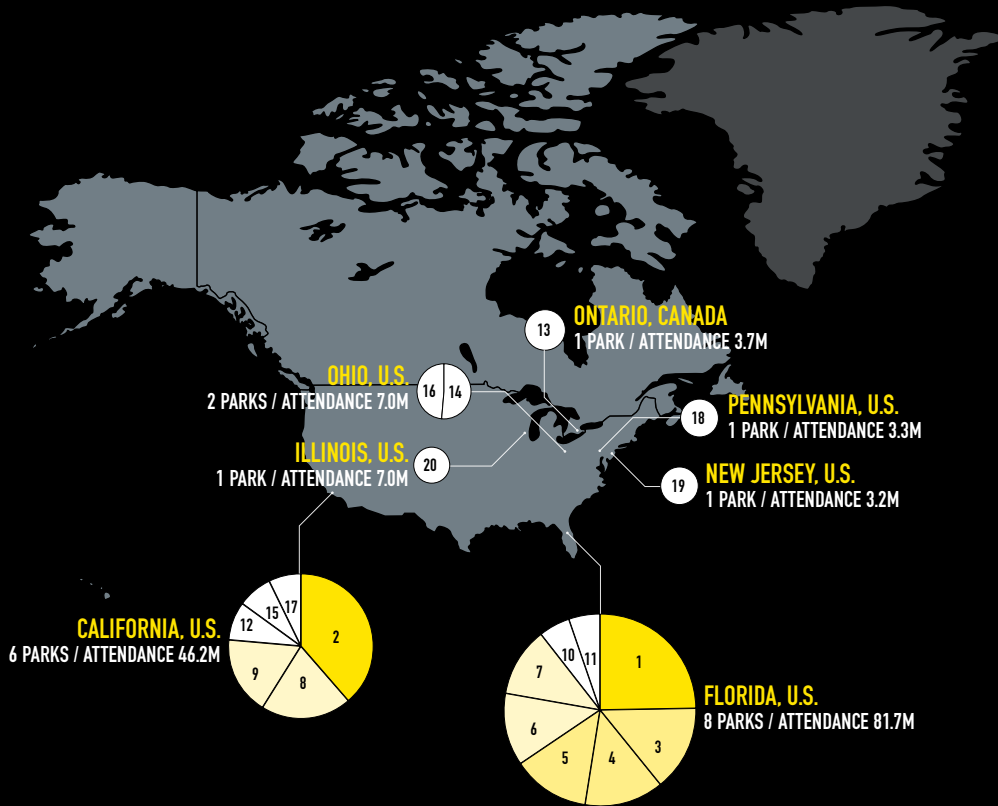 13
ONTARIO, CANADA
1 PARK / ATTENDANCE 3.7M
OHIO, U.S.
2 PARKS / ATTENDANCE 7.0M
16
14
18
PENNSYLVANIA, U.S.
1 PARK / ATTENDANCE 3.3M
ILLINOIS, U.S.
1 PARK / ATTENDANCE 7.0M
20
19
NEW JERSEY, U.S.
1 PARK / ATTENDANCE 3.2M
CALIFORNIA, U.S.
6 PARKS / ATTENDANCE 46.2M
2
8
9
12
15
17
FLORIDA, U.S.
8 PARKS / ATTENDANCE 81.7M
1
3
4
5
6
7
10
11